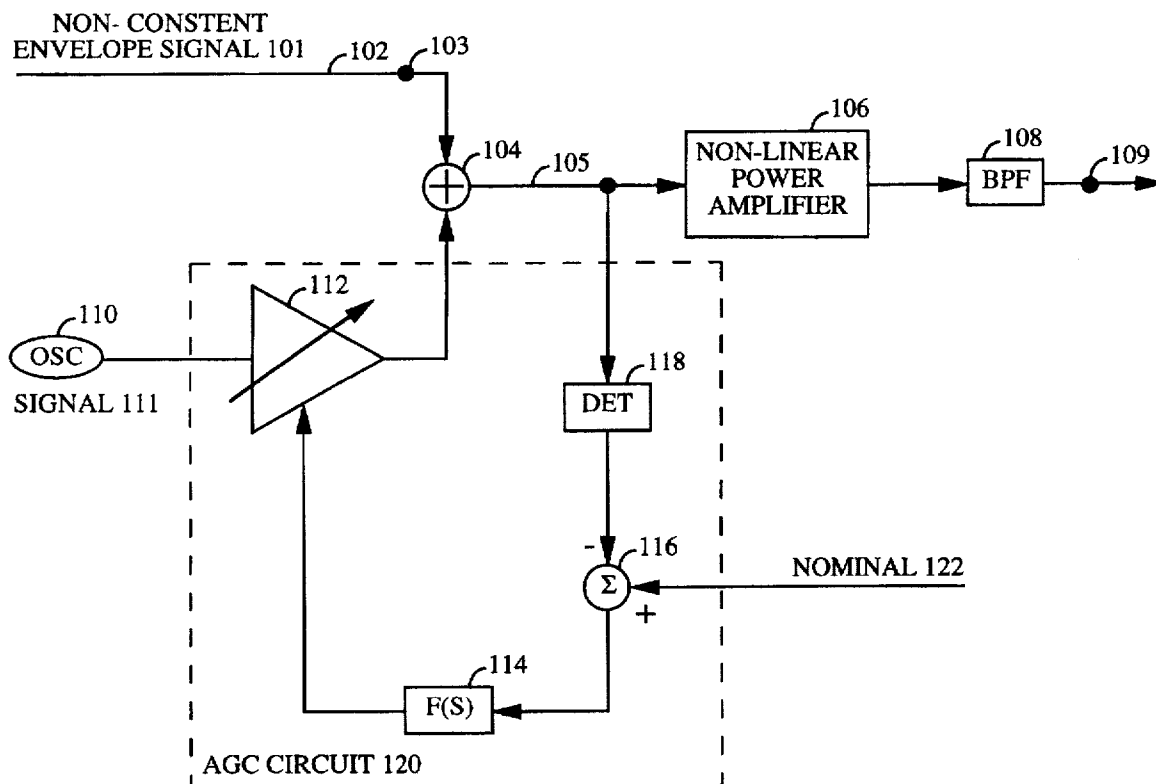 NON- CONSTENT
ENVELOPE SIGNAL 101
102
103
104
105
106
NON-LINEAR
POWER
AMPLIFIER
108
BPF
109
110
OSC
SIGNAL 111
112
118
DET
-
116
Σ
+
NOMINAL 122
114
F(S)
AGC CIRCUIT 120